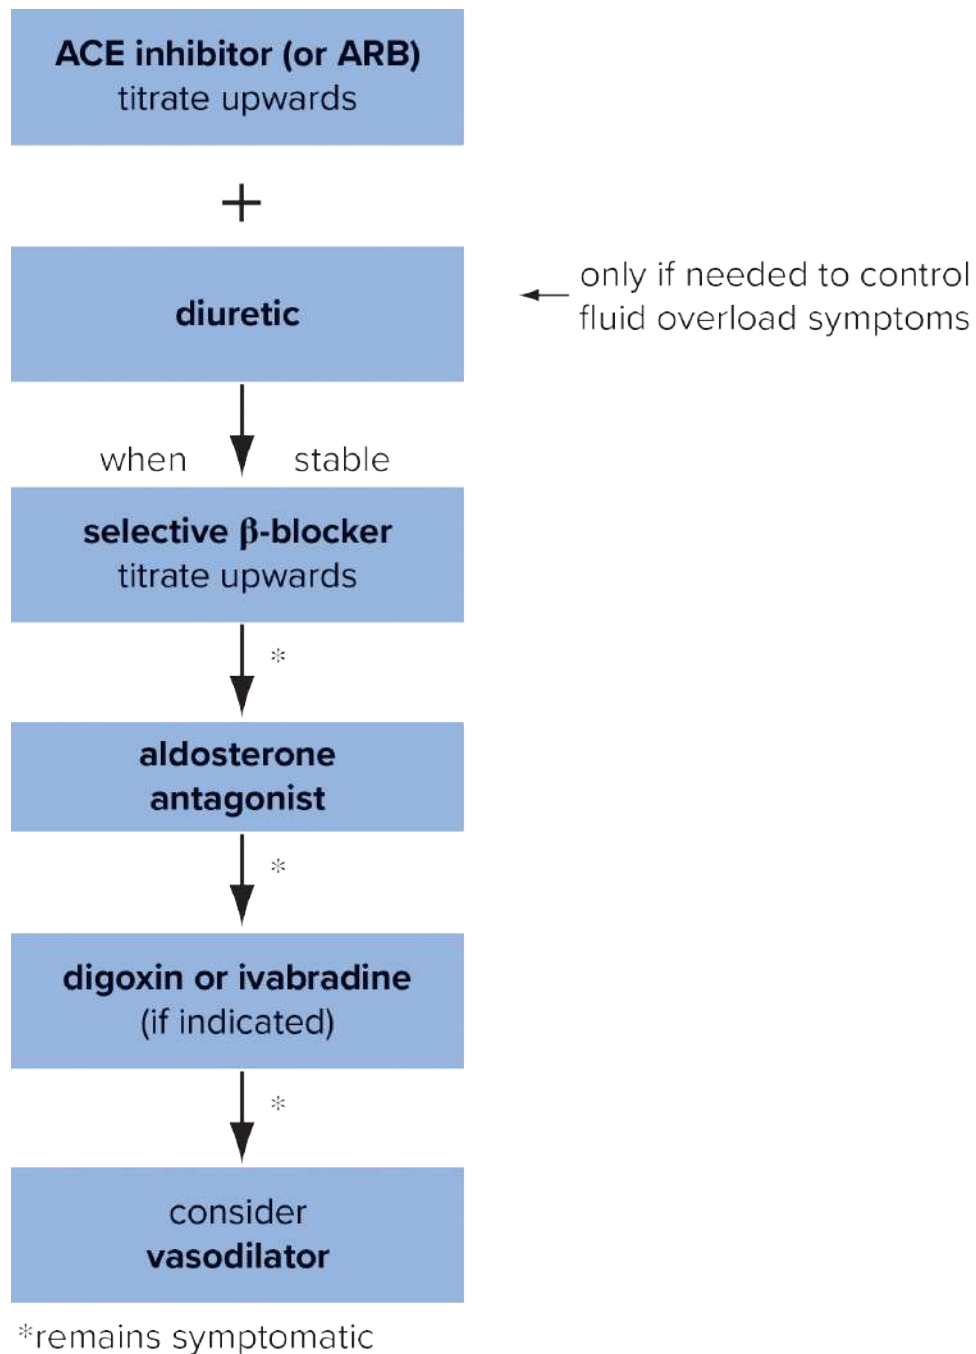 ACE inhibitor (or ARB)
titrate upwards
+
diuretic
only if needed to control
fluid overload symptoms
when stable
selective β-blocker
titrate upwards
*
aldosterone
antagonist
*
digoxin or ivabradine
(if indicated)
*
consider
vasodilator
*remains symptomatic